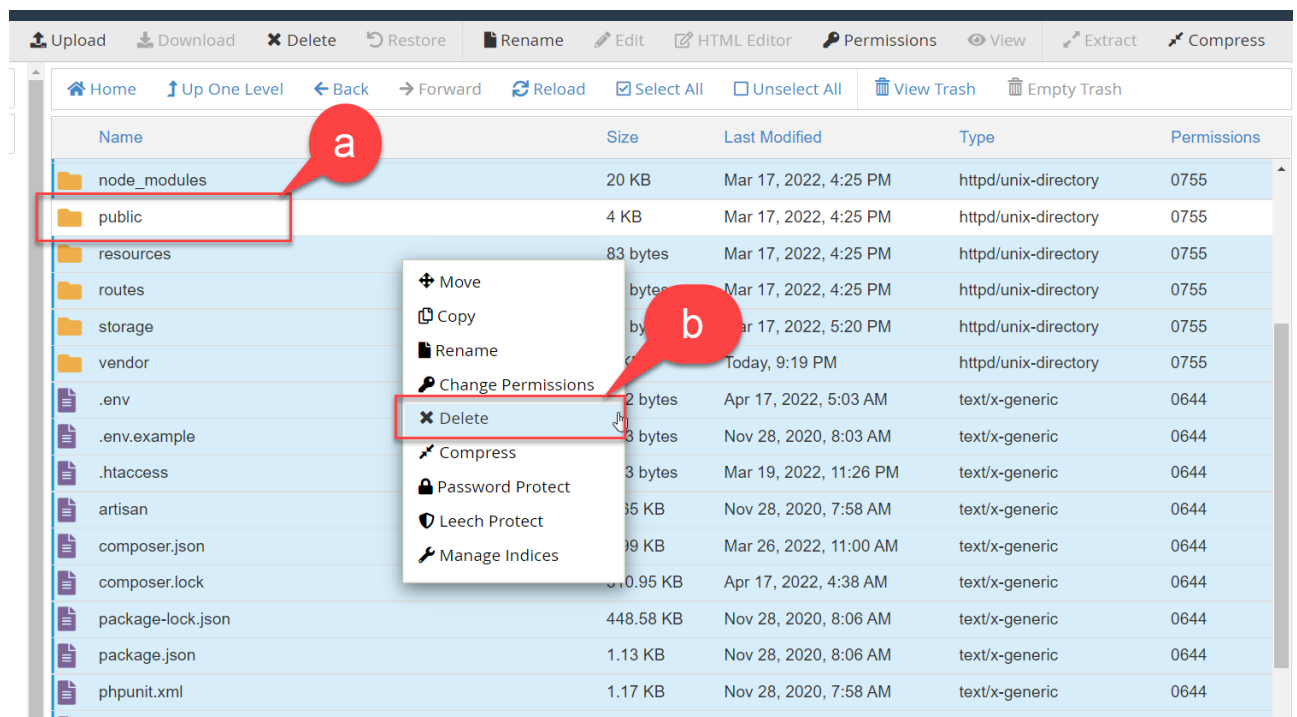 Upload Download Delete Restore Rename Edit HTML Editor Permissions View Extract Compress
Home Up One Level Back Forward Reload Select All Unselect All View Trash Empty Trash
Name Size Last Modified Type Permissions
a
node_modules 20 KB Mar 17, 2022, 4:25 PM httpd/unix-directory 0755
public 4 KB Mar 17, 2022, 4:25 PM httpd/unix-directory 0755
resources 83 bytes Mar 17, 2022, 4:25 PM httpd/unix-directory 0755
routes bytes Mar 17, 2022, 4:25 PM httpd/unix-directory 0755
storage 17, 2022, 5:20 PM httpd/unix-directory 0755
vendor Today, 9:19 PM httpd/unix-directory 0755
.env bytes Apr 17, 2022, 5:03 AM text/x-generic 0644
.env.example bytes Nov 28, 2020, 8:03 AM text/x-generic 0644
.htaccess bytes Mar 19, 2022, 11:26 PM text/x-generic 0644
artisan KB Nov 28, 2020, 7:58 AM text/x-generic 0644
composer.json KB Mar 26, 2022, 11:00 AM text/x-generic 0644
composer.lock KB Apr 17, 2022, 4:38 AM text/x-generic 0644
package-lock.json 448.58 KB Nov 28, 2020, 8:06 AM text/x-generic 0644
package.json 1.13 KB Nov 28, 2020, 8:06 AM text/x-generic 0644
phpunit.xml 1.17 KB Nov 28, 2020, 7:58 AM text/x-generic 0644
Move
Copy
Rename
Change Permissions
Delete
Compress
Password Protect
Leech Protect
Manage Indices
b